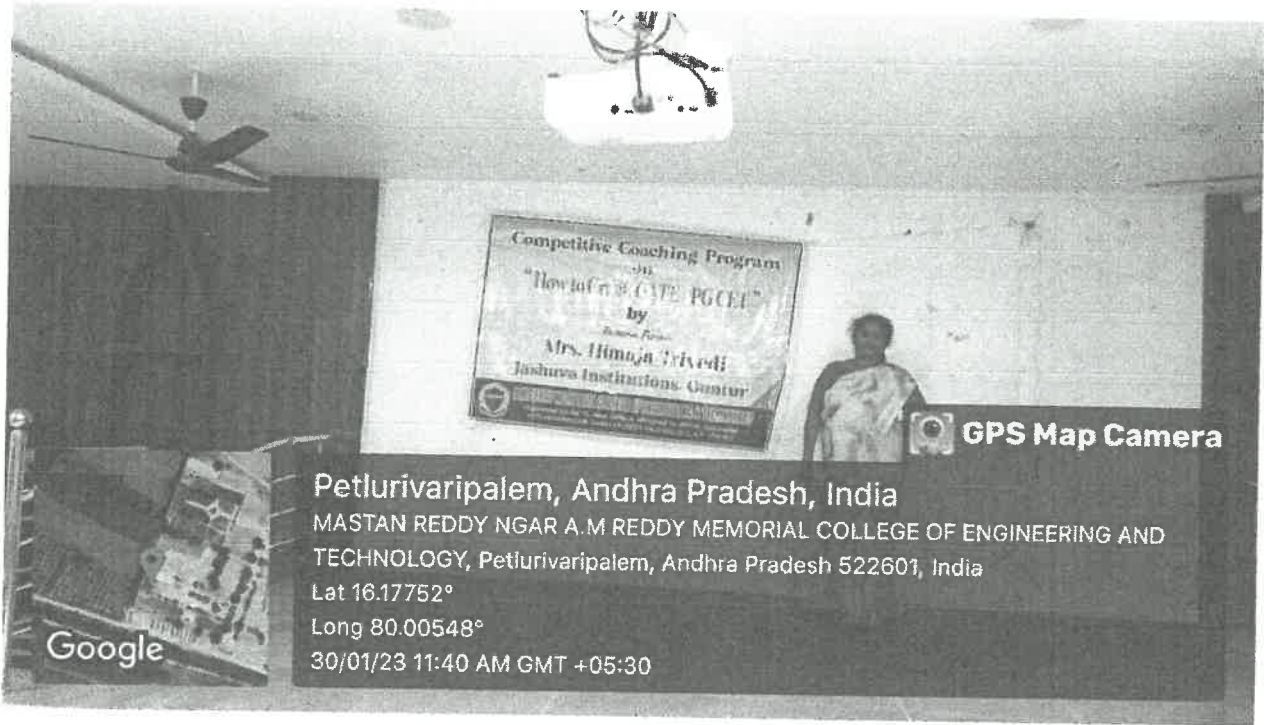 Competitive Coaching Program
on
PGCET"
by
Mrs. Himaja Trivedi
Jashuva Institutions, Guntur
GPS Map Camera
Petlurivaripalem, Andhra Pradesh, India
MASTAN REDDY NGAR A.M REDDY MEMORIAL COLLEGE OF ENGINEERING AND
TECHNOLOGY, Petlurivaripalem, Andhra Pradesh 522601, India
Lat 16.17752°
Long 80.00548°
30/01/23 11:40 AM GMT +05:30
Google